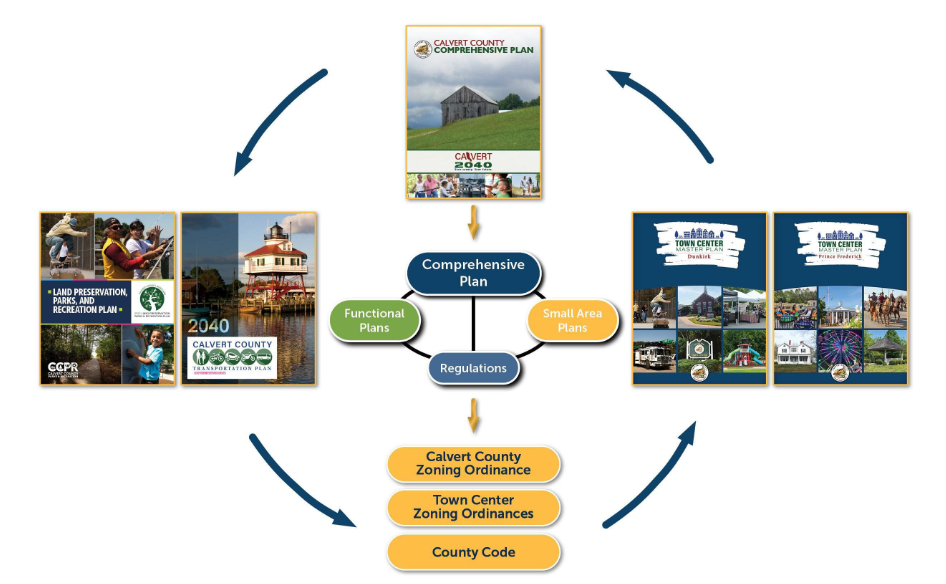 CALVERT COUNTY
COMPREHENSIVE PLAN
CALVERT
2040
LAND PRESERVATION,
PARKS, AND
RECREATION PLAN
CCPR
2040
CALVERT COUNTY
TRANSPORTATION PLAN
Comprehensive
Plan
Functional
Plans
Small Area
Plans
Regulations
TOWN CENTER
MASTER PLAN
Dunkirk
TOWN CENTER
MASTER PLAN
Prince Frederick
Calvert County
Zoning Ordinance
Town Center
Zoning Ordinances
County Code